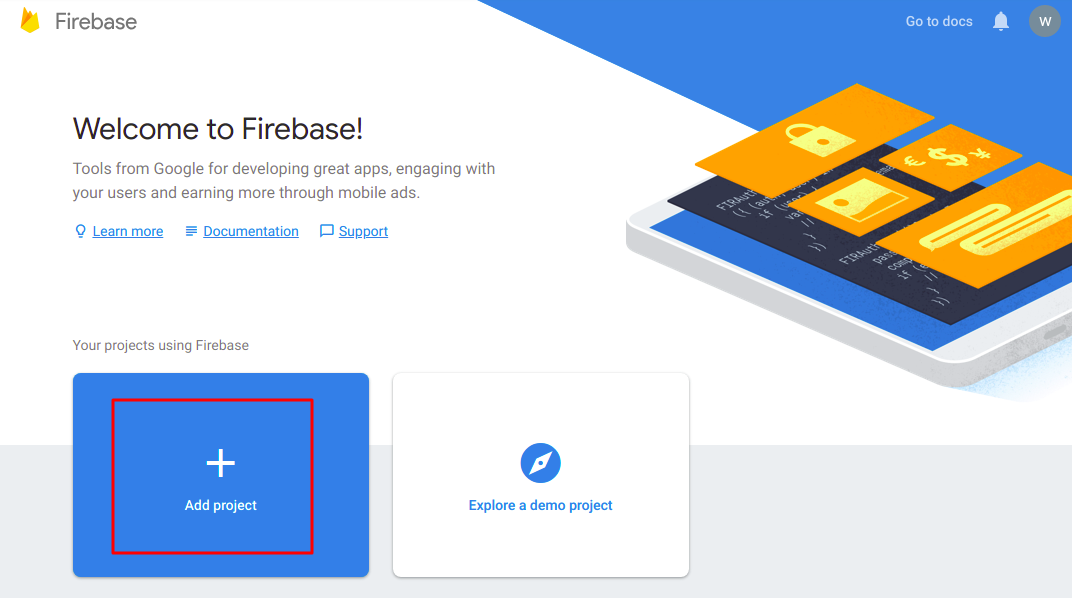 Firebase
Go to docs
W
Welcome to Firebase!
Tools from Google for developing great apps, engaging with
your users and earning more through mobile ads.
Learn more Documentation Support
Your projects using Firebase
Add project
Explore a demo project